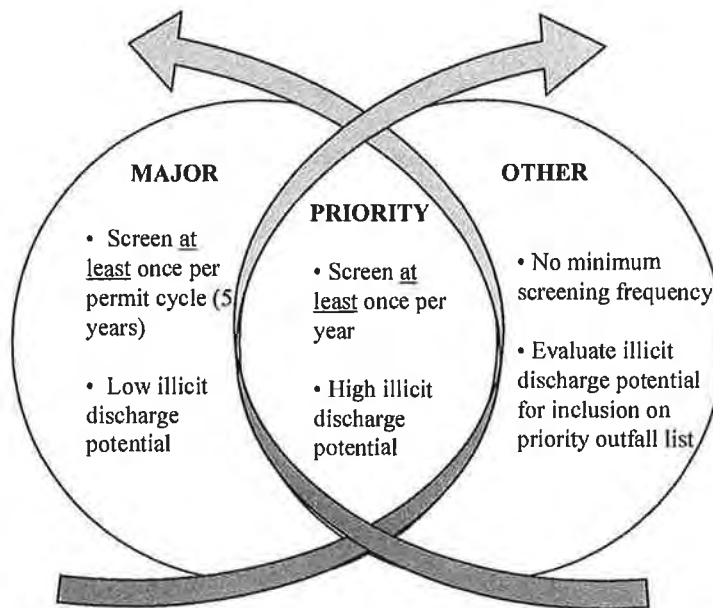 MAJOR
• Screen at
least once per
permit cycle (5
years)
• Low illicit
discharge
potential
PRIORITY
• Screen at
least once per
year
• High illicit
discharge
potential
OTHER
• No minimum
screening frequency
• Evaluate illicit
discharge potential
for inclusion on
priority outfall list